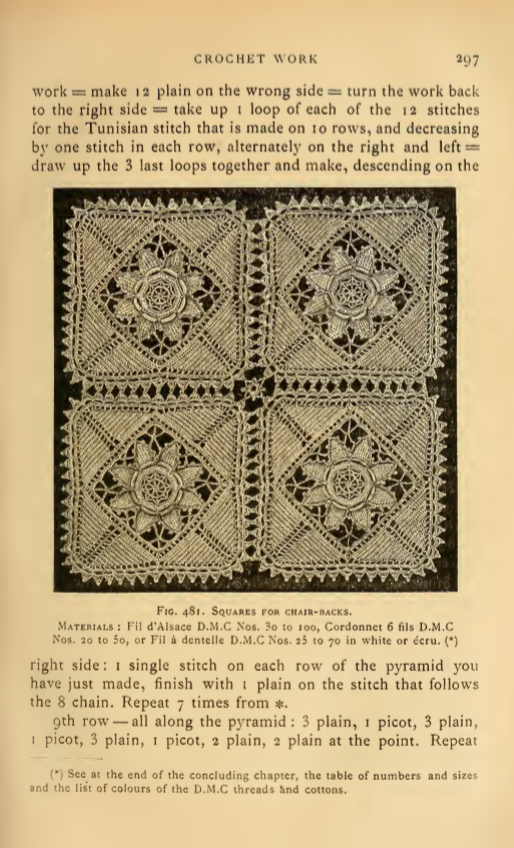 CROCHET WORK 297
work = make 12 plain on the wrong side = turn the work back
to the right side = take up 1 loop of each of the 12 stitches
for the Tunisian stitch that is made on 10 rows, and decreasing
by one stitch in each row, alternately on the right and left =
draw up the 3 last loops together and make, descending on the
FIG. 481. SQUARES FOR CHAIR-BACKS.
MATERIALS : Fil d'Alsace D.M.C Nos. 30 to 100, Cordonnet 6 fils D.M.C
Nos. 20 to 50, or Fil à dentelle D.M.C Nos. 25 to 70 in white or écru. (*)
right side : 1 single stitch on each row of the pyramid you
have just made, finish with 1 plain on the stitch that follows
the 8 chain. Repeat 7 times from *.
9th row — all along the pyramid : 3 plain, 1 picot, 3 plain,
1 picot, 3 plain, 1 picot, 2 plain, 2 plain at the point. Repeat
(*) See at the end of the concluding chapter, the table of numbers and sizes
and the list of colours of the D.M.C threads and cottons.